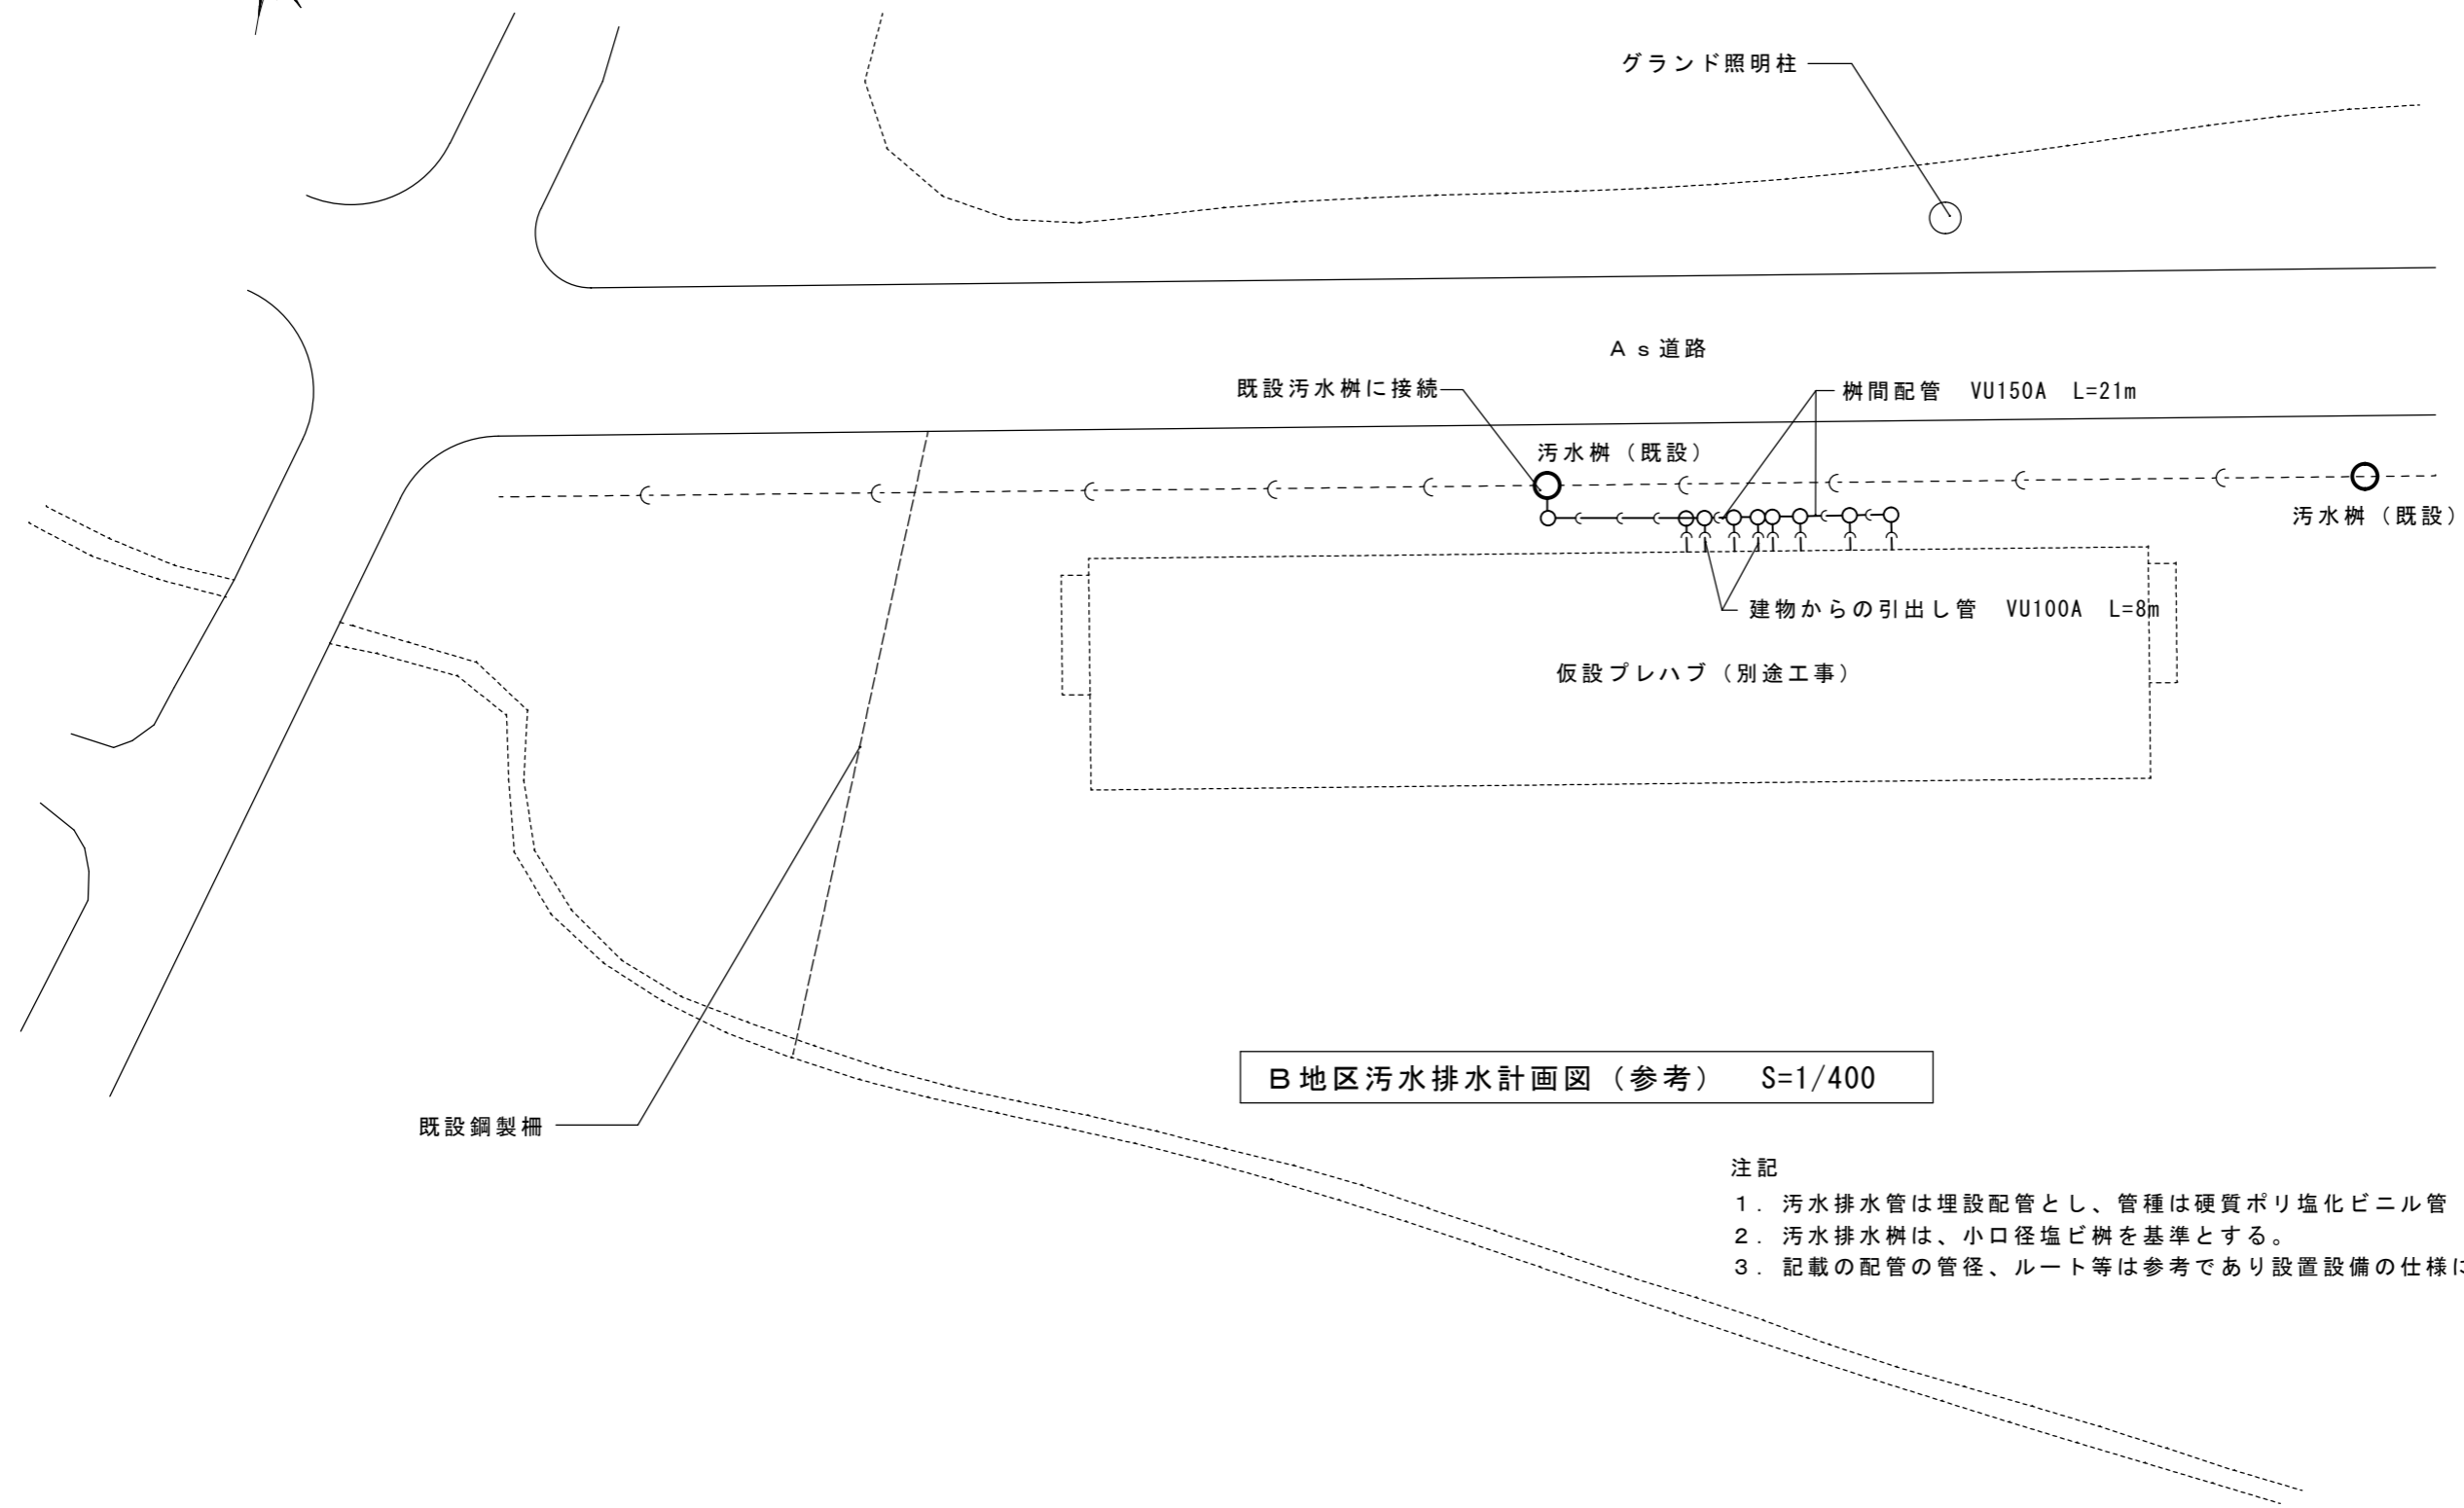 グランド照明柱
Ａｓ道路
既設汚水桝に接続
桝間配管　VU150A　L=21m
汚水桝（既設）
汚水桝（既設）
建物からの引出し管　VU100A　L=8m
仮設プレハブ（別途工事）
Ｂ地区汚水排水計画図（参考）　S=1/400
既設鋼製柵
注記
１．汚水排水管は埋設配管とし、管種は硬質ポリ塩化ビニル管
２．汚水排水桝は、小口径塩ビ桝を基準とする。
３．記載の配管の管径、ルート等は参考であり設置設備の仕様に